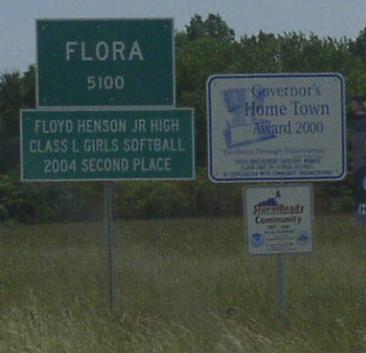 FLORA
5100
FLOYD HENSON JR HIGH
CLASS L GIRLS SOFTBALL
2004 SECOND PLACE
Governor's
Home Town
Award 2000
A
StormReady
Community